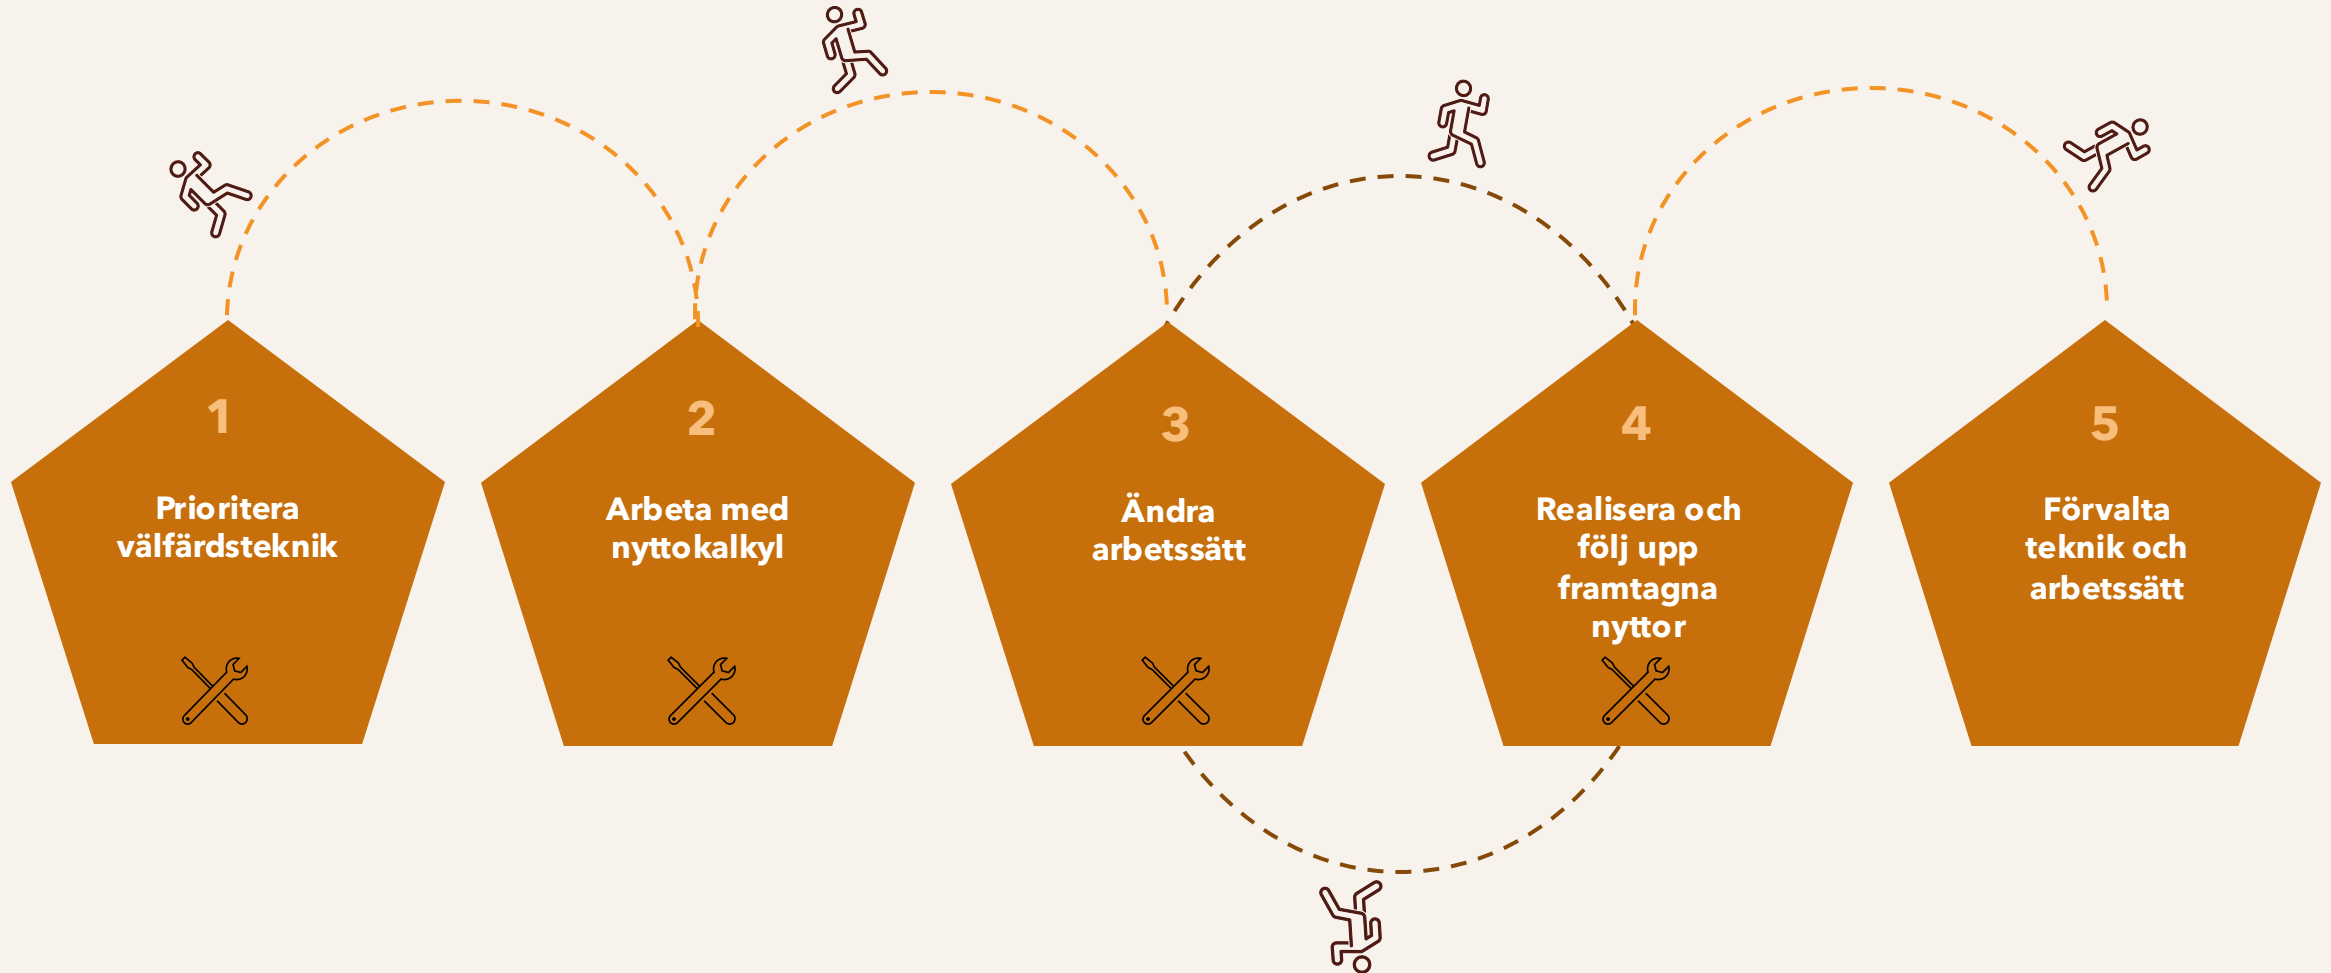 1
Prioritera
välfärdsteknik
2
Arbeta med
nyttokalkyl
3
Ändra
arbetssätt
4
Realisera och
följ upp
framtagna
nyttor
5
Förvalta
teknik och
arbetssätt